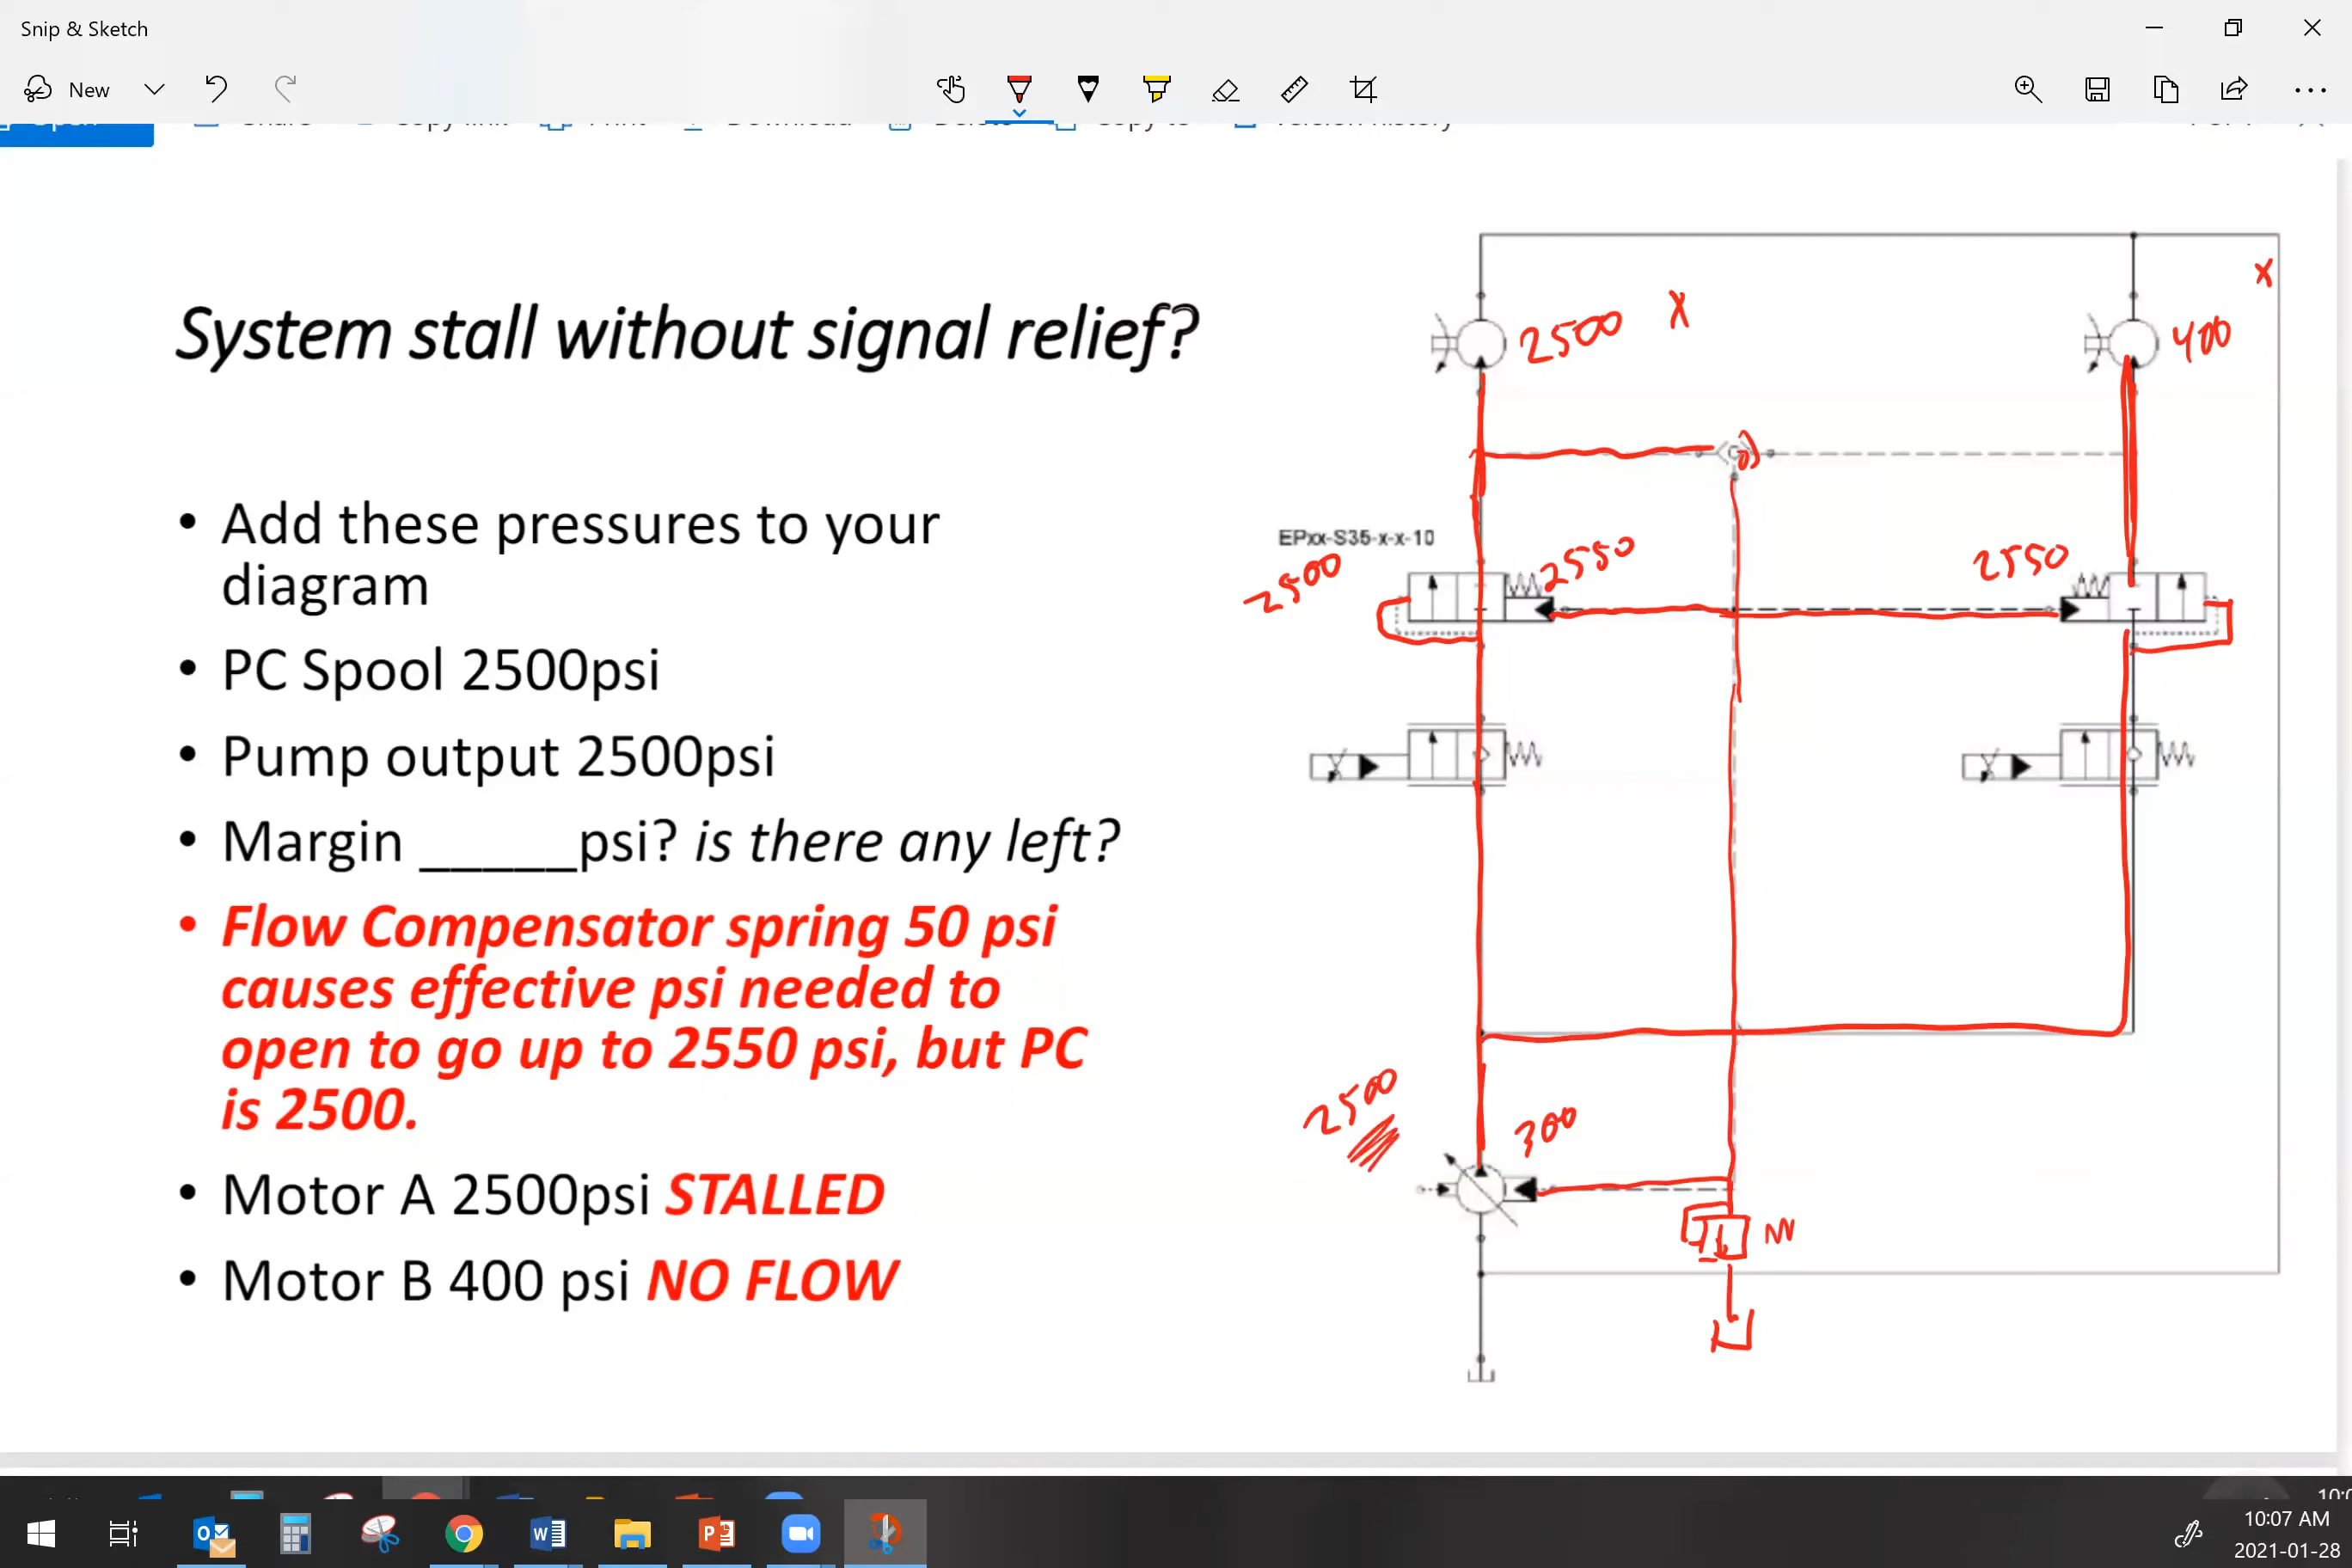 Snip & Sketch
New
System stall without signal relief?
• Add these pressures to your
diagram
• PC Spool 2500psi
• Pump output 2500psi
• Margin _____psi? is there any left?
• Flow Compensator spring 50 psi
causes effective psi needed to
open to go up to 2550 psi, but PC
is 2500.
• Motor A 2500psi STALLED
• Motor B 400 psi NO FLOW
x
2500 x
400
EPxx-S35-x-x-10
2500
2550
2550
2500
300
10:07 AM
2021-01-28